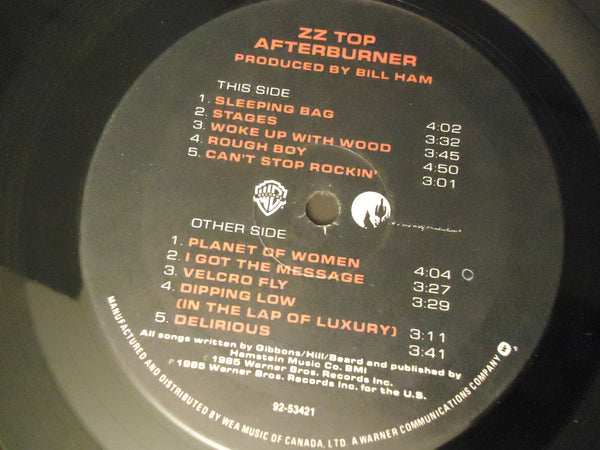 ZZ TOP
AFTERBURNER
PRODUCED BY BILL HAM
THIS SIDE
1. SLEEPING BAG 4:02
2. STAGES 3:32
3. WOKE UP WITH WOOD 3:45
4. ROUGH BOY 4:50
5. CAN'T STOP ROCKIN' 3:01
OTHER SIDE
1. PLANET OF WOMEN 4:04
2. I GOT THE MESSAGE 3:27
3. VELCRO FLY 3:29
4. DIPPING LOW
(IN THE LAP OF LUXURY) 3:11
5. DELIRIOUS 3:41
All songs written by Gibbons/Hill/Beard and published by
Hamstein Music Co. BMI
1985 Warner Bros. Records Inc.
P 1985 Warner Bros. Records Inc. for the U.S.
92-53421
MANUFACTURED AND DISTRIBUTED BY WEA MUSIC OF CANADA, LTD. A WARNER COMMUNICATIONS COMPANY